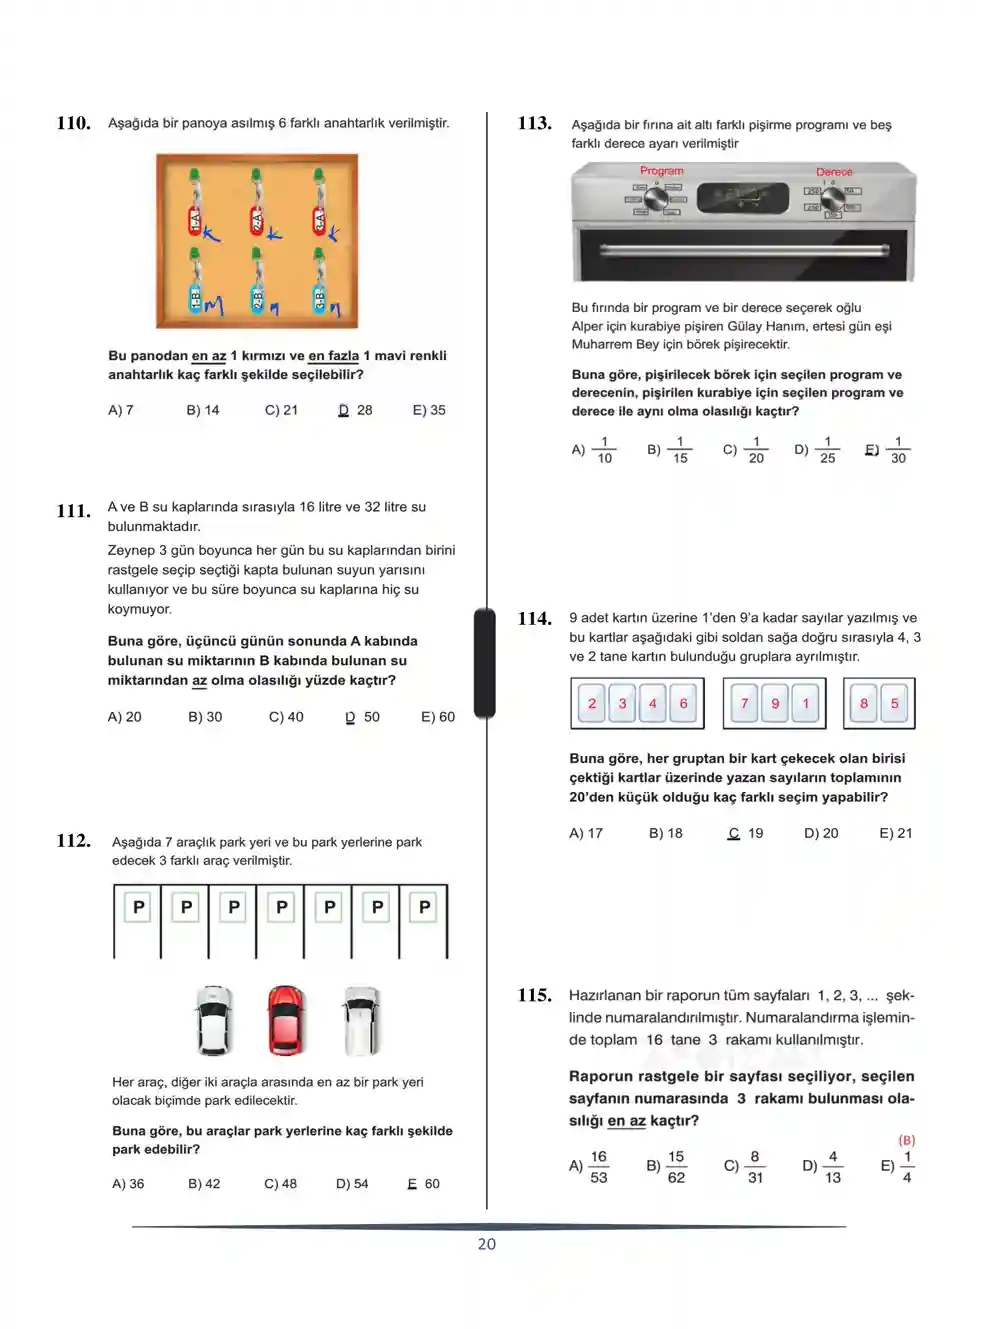 110. Aşağıda bir panoya asılmış 6 farklı anahtarlık verilmiştir.
1-A 2-A 3-A
K K K
1-B 2-B 3-B
m
Bu panodan en az 1 kırmızı ve en fazla 1 mavi renkli
anahtarlık kaç farklı şekilde seçilebilir?
A) 7 B) 14 C) 21 D 28 E) 35
111. A ve B su kaplarında sırasıyla 16 litre ve 32 litre su
bulunmaktadır.
Zeynep 3 gün boyunca her gün bu su kaplarından birini
rastgele seçip seçtiği kapta bulunan suyun yarısını
kullanıyor ve bu süre boyunca su kaplarına hiç su
koymuyor.
Buna göre, üçüncü günün sonunda A kabında
bulunan su miktarının B kabında bulunan su
miktarından az olma olasılığı yüzde kaçtır?
A) 20 B) 30 C) 40 D 50 E) 60
112. Aşağıda 7 araçlık park yeri ve bu park yerlerine park
edecek 3 farklı araç verilmiştir.
P P P P P P P
Her araç, diğer iki araçla arasında en az bir park yeri
olacak biçimde park edilecektir.
Buna göre, bu araçlar park yerlerine kaç farklı şekilde
park edebilir?
A) 36 B) 42 C) 48 D) 54 E 60
113. Aşağıda bir fırına ait altı farklı pişirme programı ve beş
farklı derece ayarı verilmiştir
Program Derece
Bu fırında bir program ve bir derece seçerek oğlu
Alper için kurabiye pişiren Gülay Hanım, ertesi gün eşi
Muharrem Bey için börek pişirecektir.
Buna göre, pişirilecek börek için seçilen program ve
derecenin, pişirilen kurabiye için seçilen program ve
derece ile aynı olma olasılığı kaçtır?
A) 1/10 B) 1/15 C) 1/20 D) 1/25 E) 1/30
114. 9 adet kartın üzerine 1'den 9'a kadar sayılar yazılmış ve
bu kartlar aşağıdaki gibi soldan sağa doğru sırasıyla 4, 3
ve 2 tane kartın bulunduğu gruplara ayrılmıştır.
2 3 4 6 7 9 1 8 5
Buna göre, her gruptan bir kart çekecek olan birisi
çektiği kartlar üzerinde yazan sayıların toplamının
20'den küçük olduğu kaç farklı seçim yapabilir?
A) 17 B) 18 C 19 D) 20 E) 21
115. Hazırlanan bir raporun tüm sayfaları 1, 2, 3, ... şek-
linde numaralandırılmıştır. Numaralandırma işlemin-
de toplam 16 tane 3 rakamı kullanılmıştır.
Raporun rastgele bir sayfası seçiliyor, seçilen
sayfanın numarasında 3 rakamı bulunması ola-
sılığı en az kaçtır?
(B)
A) 16/53 B) 15/62 C) 8/31 D) 4/13 E) 1/4
20